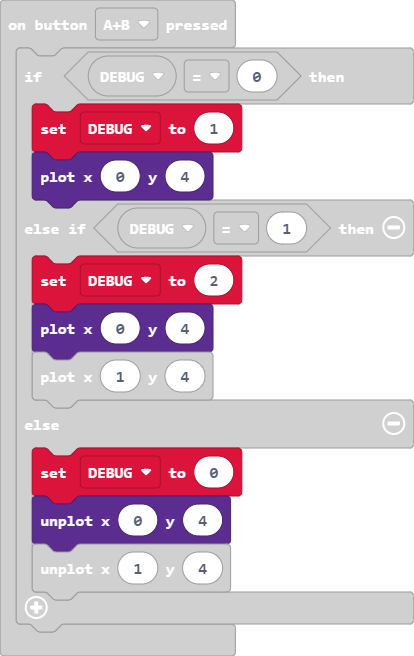 on button A+B pressed
if DEBUG = 0 then
set DEBUG to 1
plot x 0 y 4
else if DEBUG = 1 then
set DEBUG to 2
plot x 0 y 4
plot x 1 y 4
else
set DEBUG to 0
unplot x 0 y 4
unplot x 1 y 4